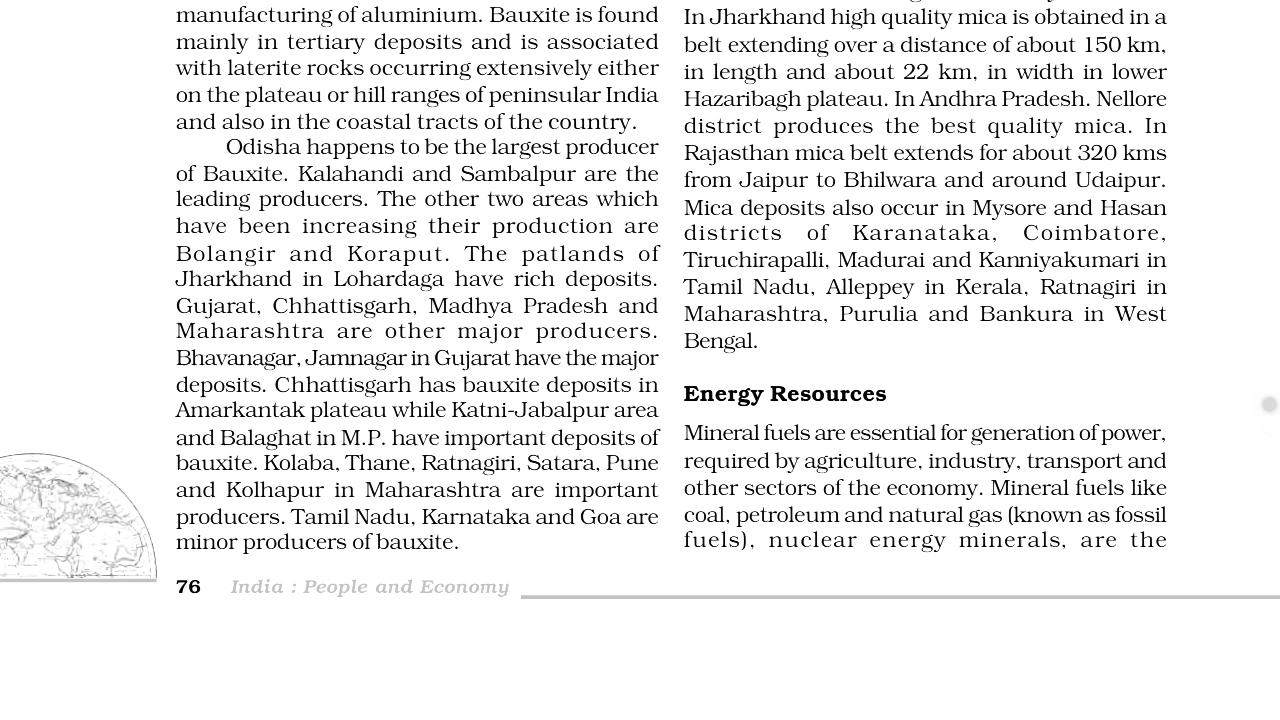 manufacturing of aluminium. Bauxite is found
mainly in tertiary deposits and is associated
with laterite rocks occurring extensively either
on the plateau or hill ranges of peninsular India
and also in the coastal tracts of the country.
Odisha happens to be the largest producer
of Bauxite. Kalahandi and Sambalpur are the
leading producers. The other two areas which
have been increasing their production are
Bolangir and Koraput. The patlands of
Jharkhand in Lohardaga have rich deposits.
Gujarat, Chhattisgarh, Madhya Pradesh and
Maharashtra are other major producers.
Bhavanagar, Jamnagar in Gujarat have the major
deposits. Chhattisgarh has bauxite deposits in
Amarkantak plateau while Katni-Jabalpur area
and Balaghat in M.P. have important deposits of
bauxite. Kolaba, Thane, Ratnagiri, Satara, Pune
and Kolhapur in Maharashtra are important
producers. Tamil Nadu, Karnataka and Goa are
minor producers of bauxite.
In Jharkhand high quality mica is obtained in a
belt extending over a distance of about 150 km,
in length and about 22 km, in width in lower
Hazaribagh plateau. In Andhra Pradesh. Nellore
district produces the best quality mica. In
Rajasthan mica belt extends for about 320 kms
from Jaipur to Bhilwara and around Udaipur.
Mica deposits also occur in Mysore and Hasan
districts of Karanataka, Coimbatore,
Tiruchirapalli, Madurai and Kanniyakumari in
Tamil Nadu, Alleppey in Kerala, Ratnagiri in
Maharashtra, Purulia and Bankura in West
Bengal.
Energy Resources
Mineral fuels are essential for generation of power,
required by agriculture, industry, transport and
other sectors of the economy. Mineral fuels like
coal, petroleum and natural gas (known as fossil
fuels), nuclear energy minerals, are the
76 India : People and Economy